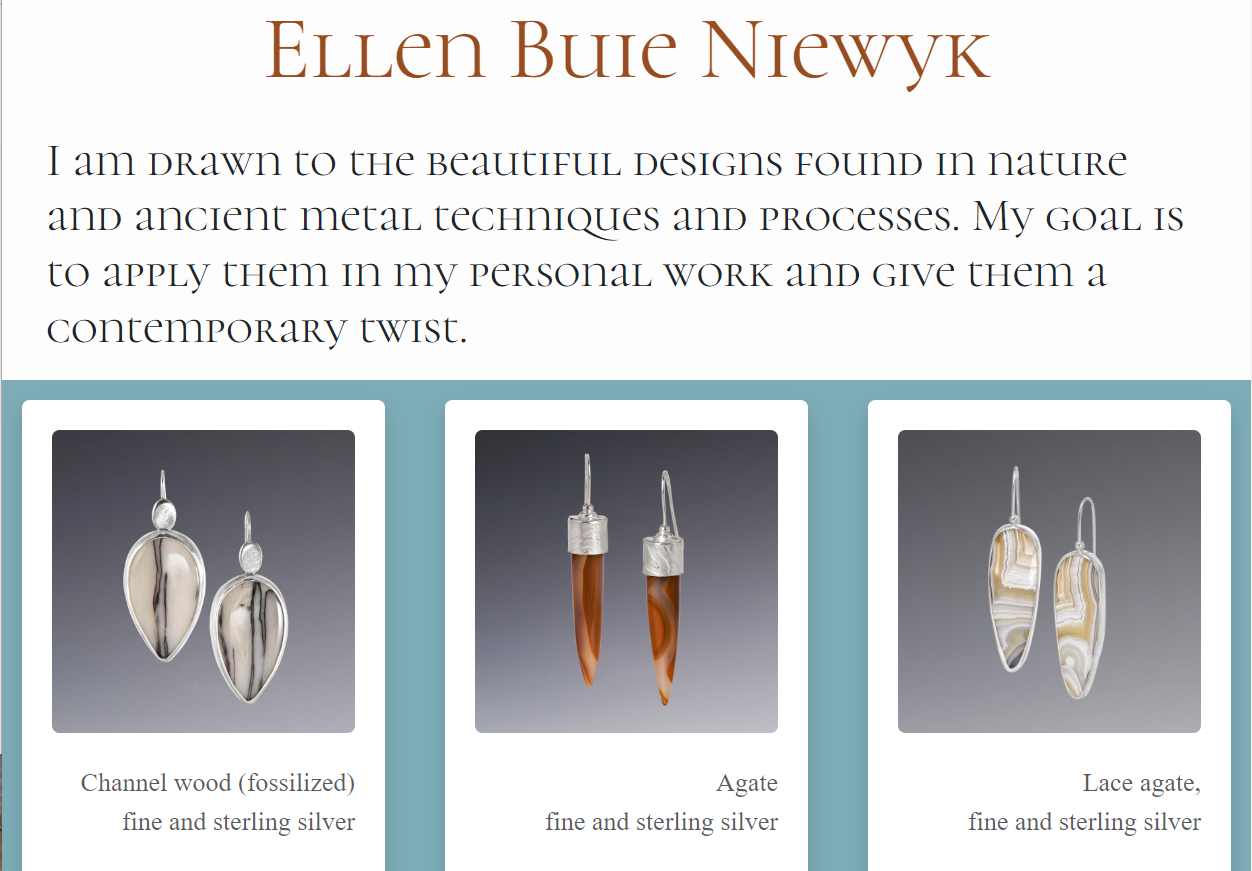 Ellen Buie Niewyk
I am drawn to the beautiful designs found in nature
and ancient metal techniques and processes. My goal is
to apply them in my personal work and give them a
contemporary twist.
Channel wood (fossilized)
fine and sterling silver
Agate
fine and sterling silver
Lace agate,
fine and sterling silver